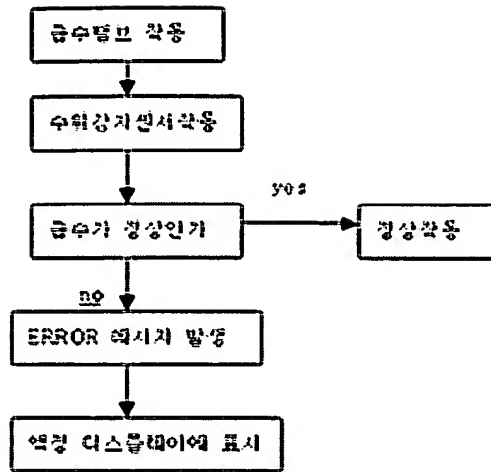 급수밸브 작동
수위감지센서작동
yes
급수가 정상인가
정상작동
no
ERROR 메시지 발생
액정 디스플레이에 표시